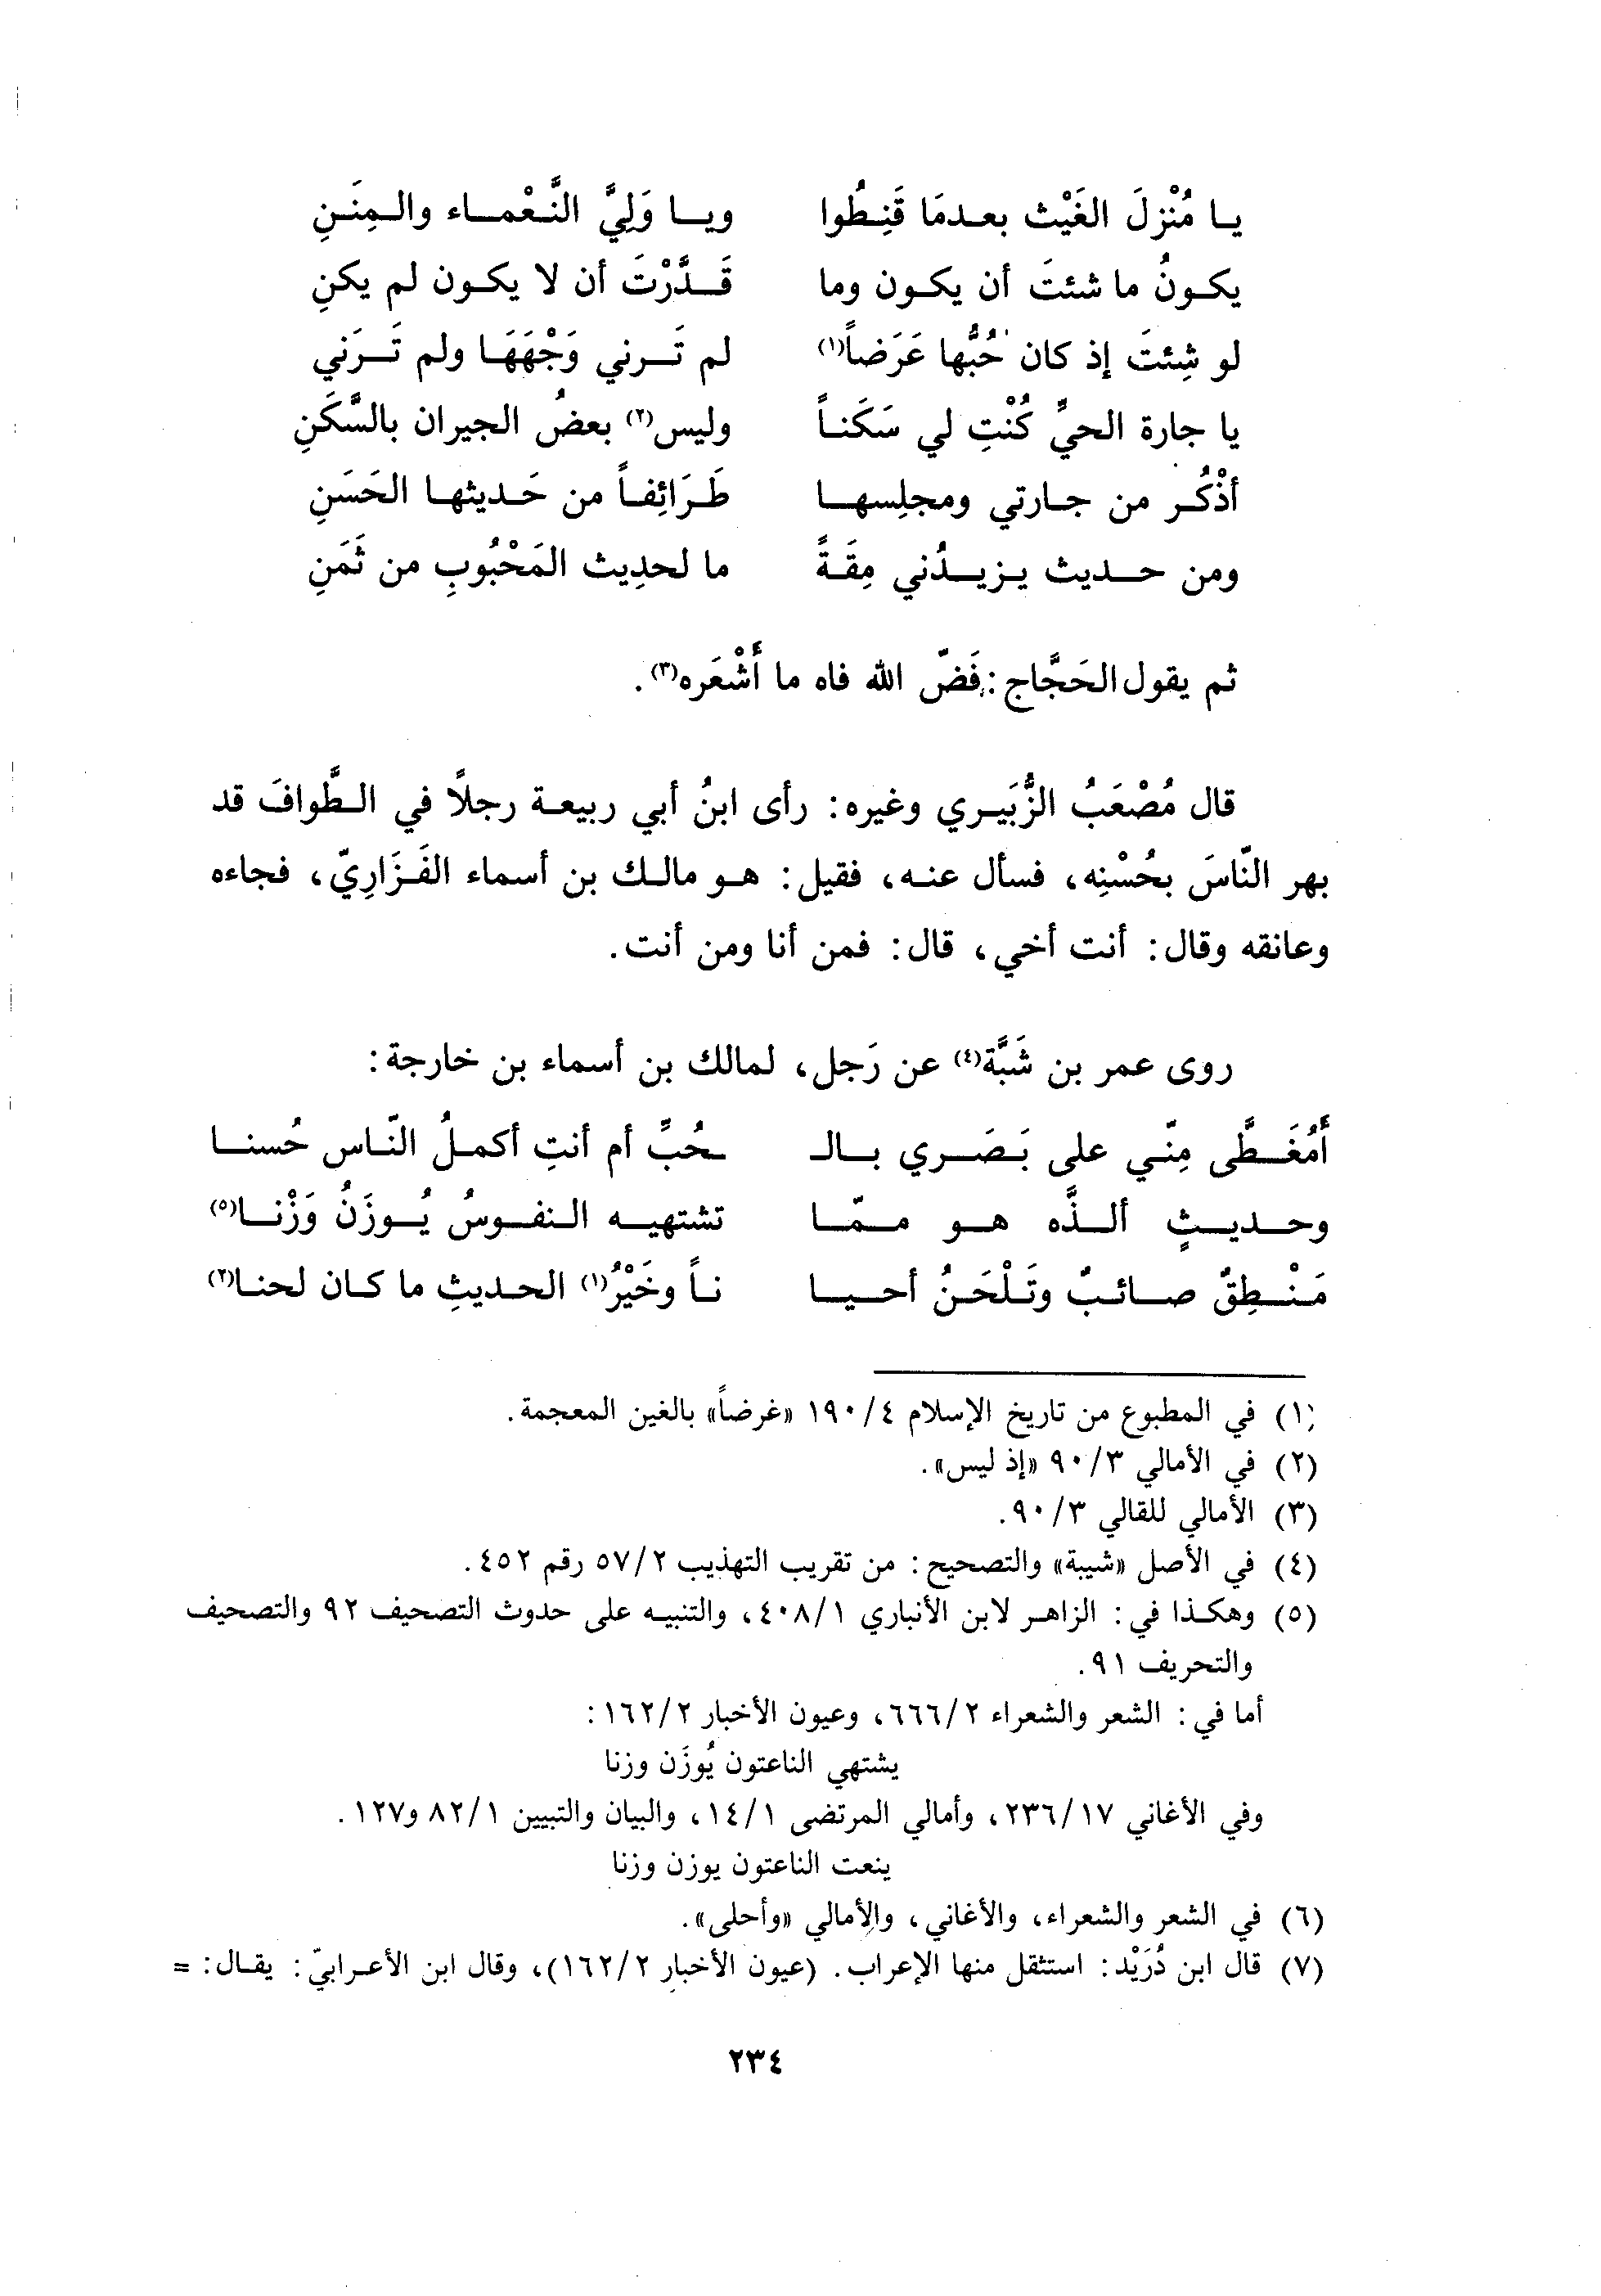 يا مُنْزِلَ الغَيْث بعدمَا قَنِطُوا ويا وَلِيَّ النَّعْماء والمِنَنِ
يكونُ ما شئتَ أن يكون وما قَدَّرْتَ أن لا يكون لم يكنِ
لو شِئتَ إذ كان حُبُّها عَرَضاً(١) لم تَرني وَجْهَهَا ولم تَرَني
يا جارة الحيِّ كُنْتِ لي سَكَناً وليس(٢) بعضُ الجيران بالسَّكَنِ
أذْكُر من جارتي ومجلِسها طَرَائِفاً من حَديثها الحَسَنِ
ومن حديث يزيدُني مِقَةً ما لحدِيث المَحْبُوبِ من ثَمَنِ
ثم يقول الحَجَّاج: فَضّ الله فاه ما أَشْعَره(٣).
قال مُصْعَبُ الزُّبَيري وغيره: رأى ابنُ أبي ربيعة رجلاً في الطَّوافَ قد
بهر النّاسَ بحُسْنِه، فسأل عنه، فقيل: هو مالك بن أسماء الفَزَارِيّ، فجاءه
وعانقه وقال: أنت أخي، قال: فمن أنا ومن أنت.
روى عمر بن شَبَّة(٤) عن رَجل، لمالك بن أسماء بن خارجة:
أَمُغَطَّى مِنّي على بَصَري بالـ ـحُبِّ أم أنتِ أكملُ النّاس حُسنا
وحديثٍ ألذَّه هو ممّا تشتهيه النفوسُ يُوزَنُ وَزْنا(٥)
مَنْطِقٌ صائبٌ وتَلْحَنُ أحيا ناً وخَيْرُ(١) الحديثِ ما كان لحنا(٢)
(١) في المطبوع من تاريخ الإسلام ٤/١٩٠ «غرضاً» بالغين المعجمة.
(٢) في الأمالي ٣/٩٠ «إذ ليس».
(٣) الأمالي للقالي ٣/٩٠.
(٤) في الأصل «شيبة» والتصحيح: من تقريب التهذيب ٢/٥٧ رقم ٤٥٢.
(٥) وهكذا في: الزاهر لابن الأنباري ١/٤٠٨، والتنبيه على حدوث التصحيف ٩٢ والتصحيف
والتحريف ٩١.
أما في: الشعر والشعراء ٢/٦٦٦، وعيون الأخبار ٢/١٦٢:
يشتهي الناعتون يُوزَن وزنا
وفي الأغاني ١٧/٢٣٦، وأمالي المرتضى ١/١٤، والبيان والتبيين ١/٨٢ و١٢٧.
ينعت الناعتون يوزن وزنا
(٦) في الشعر والشعراء، والأغاني، والأمالي «وأحلى».
(٧) قال ابن دُرَيْد: استثقل منها الإعراب. (عيون الأخبار ٢/١٦٢)، وقال ابن الأعرابيّ: يقال: =
٢٣٤